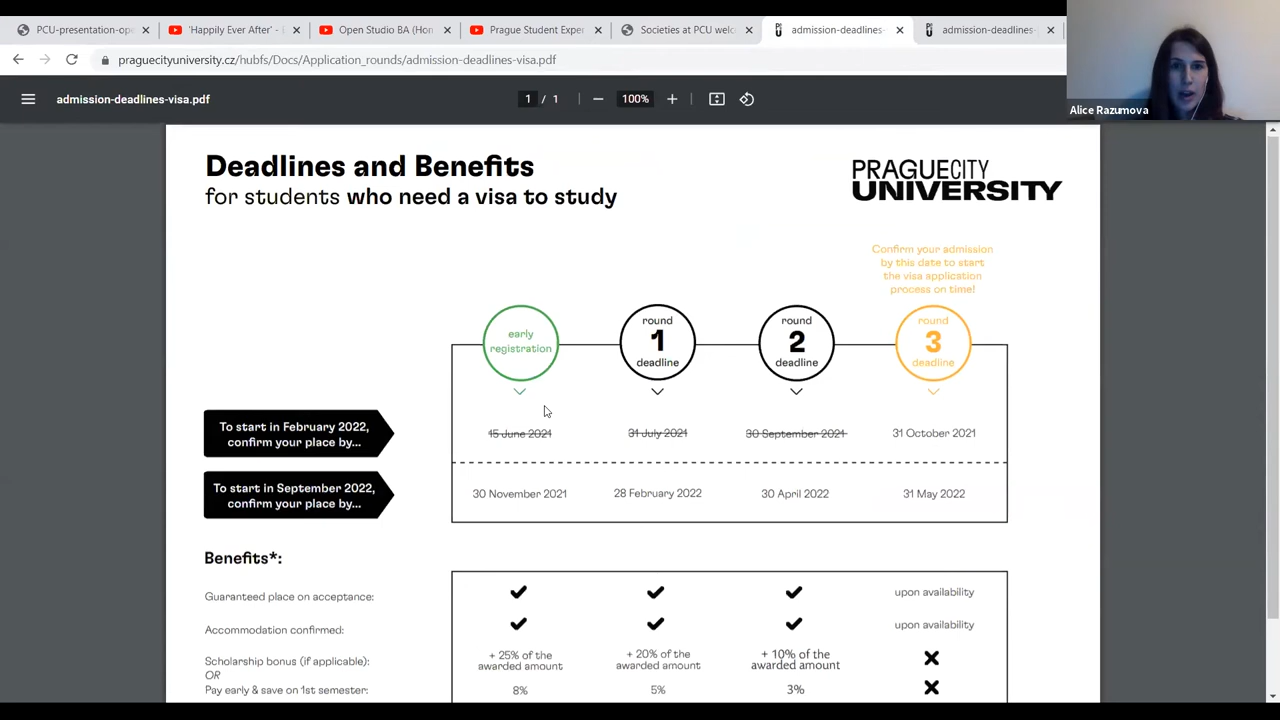 PCU-presentation-op
'Happily Ever After' - E
Open Studio BA (Hon
Prague Student Expe
Societies at PCU welc
admission-deadlines-
admission-deadlines-
praguecityuniversity.cz/hubfs/Docs/Application_rounds/admission-deadlines-visa.pdf
Alice Razumova
admission-deadlines-visa.pdf
1 / 1
100%
Deadlines and Benefits
for students who need a visa to study
PRAGUECITY
UNIVERSITY
Confirm your admission
by this date to start
the visa application
process on time!
early
registration
round
1
deadline
round
2
deadline
round
3
deadline
To start in February 2022,
confirm your place by...
15 June 2021
31 July 2021
30 September 2021
31 October 2021
To start in September 2022,
confirm your place by...
30 November 2021
28 February 2022
30 April 2022
31 May 2022
Benefits*:
Guaranteed place on acceptance:
upon availability
Accommodation confirmed:
upon availability
Scholarship bonus (if applicable):
+ 25% of the
awarded amount
+ 20% of the
awarded amount
+ 10% of the
awarded amount
OR
Pay early & save on 1st semester:
8%
5%
3%